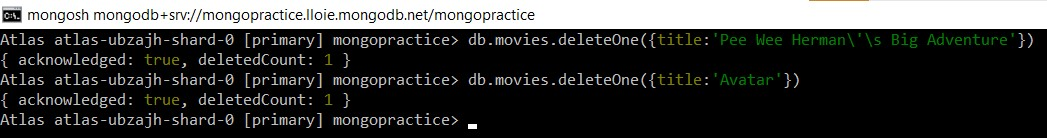 C:\. mongosh mongodb+srv://mongopractice.lloie.mongodb.net/mongopractice
Atlas atlas-ubzajh-shard-0 [primary] mongopractice> db.movies.deleteOne({title:'Pee Wee Herman\'\s Big Adventure'})
{ acknowledged: true, deletedCount: 1 }
Atlas atlas-ubzajh-shard-0 [primary] mongopractice> db.movies.deleteOne({title:'Avatar'})
{ acknowledged: true, deletedCount: 1 }
Atlas atlas-ubzajh-shard-0 [primary] mongopractice>